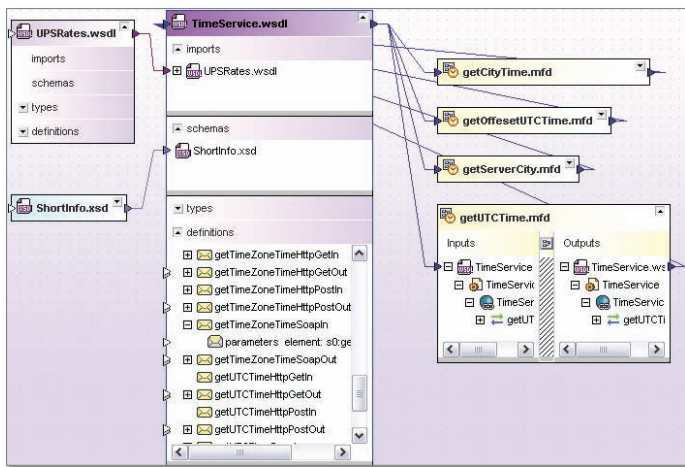 UPSRates.wsdl
imports
schemas
types
definitions
ShortInfo.xsd
TimeService.wsdl
imports
UPSRates.wsdl
schemas
ShortInfo.xsd
types
definitions
getTimeZoneTimeHttpGetIn
getTimeZoneTimeHttpGetOut
getTimeZoneTimeHttpPostIn
getTimeZoneTimeHttpPostOut
getTimeZoneTimeSoapIn
parameters element: s0:ge
getTimeZoneTimeSoapOut
getUTCTimeHttpGetIn
getUTCTimeHttpGetOut
getUTCTimeHttpPostIn
getUTCTimeHttpPostOut
getCityTime.mfd
getOffesetUTCTime.mfd
getServerCity.mfd
getUTCTime.mfd
Inputs
TimeService
TimeServic
TimeSer
getUT
Outputs
TimeService.ws
TimeService
TimeServic
getUTCTi